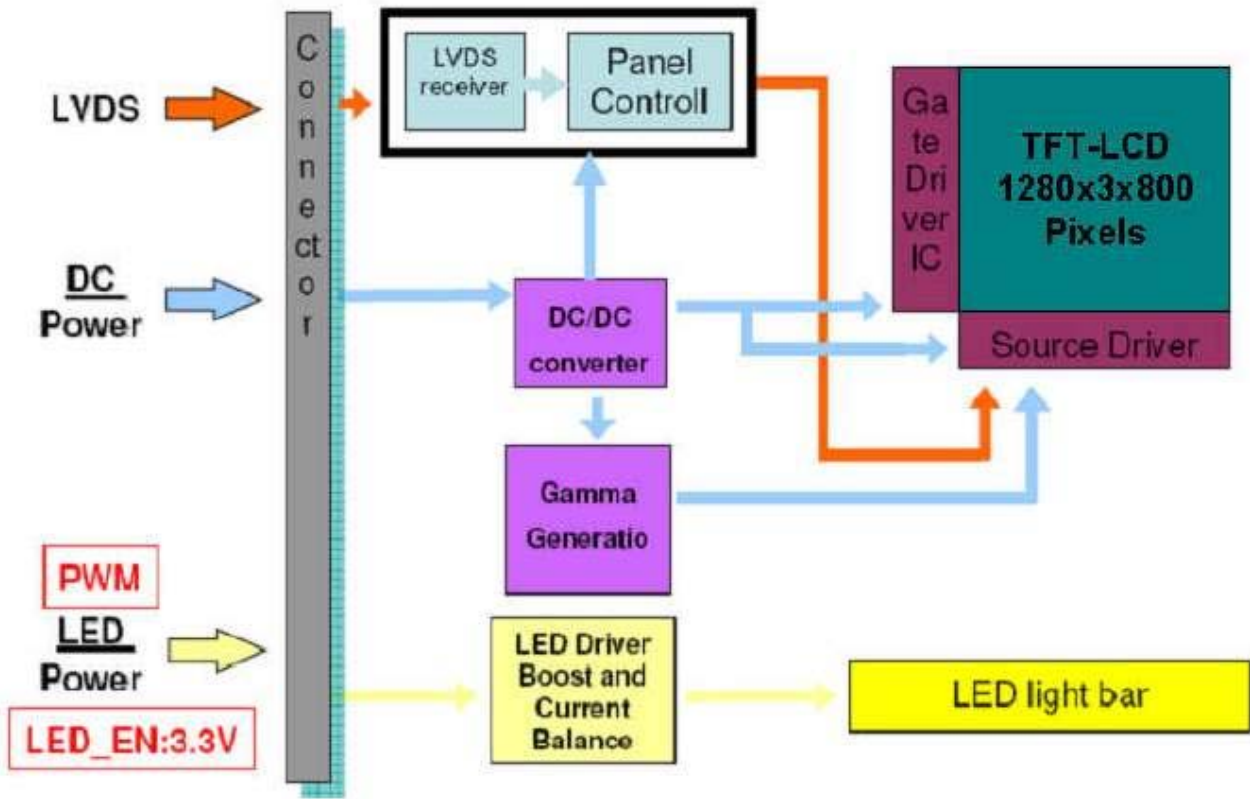 LVDS
DC
Power
PWM
LED
Power
LED_EN:3.3V
C
o
n
n
e
ct
o
r
LVDS
receiver
Panel
Controll
DC/DC
converter
Gamma
Generatio
LED Driver
Boost and
Current
Balance
Ga
te
Dri
ver
IC
TFT-LCD
1280x3x800
Pixels
Source Driver
LED light bar